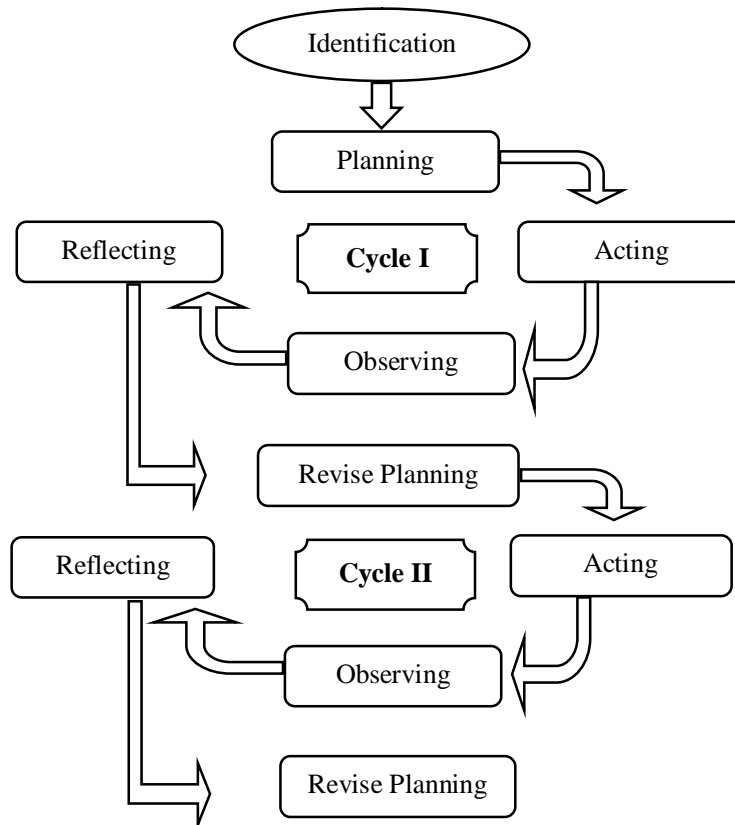 Identification
Planning
Reflecting
Cycle I
Acting
Observing
Revise Planning
Reflecting
Cycle II
Acting
Observing
Revise Planning